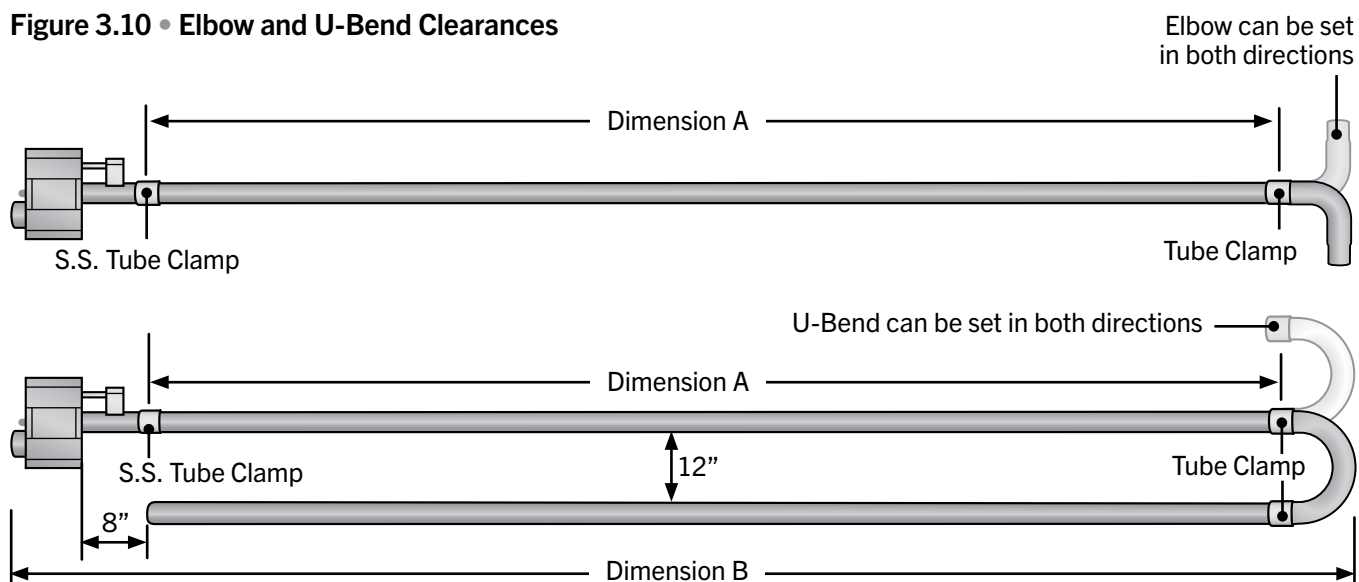 Figure 3.10 • Elbow and U-Bend Clearances
Elbow can be set
in both directions
Dimension A
S.S. Tube Clamp
Tube Clamp
U-Bend can be set in both directions
Dimension A
S.S. Tube Clamp
12”
Tube Clamp
8”
Dimension B